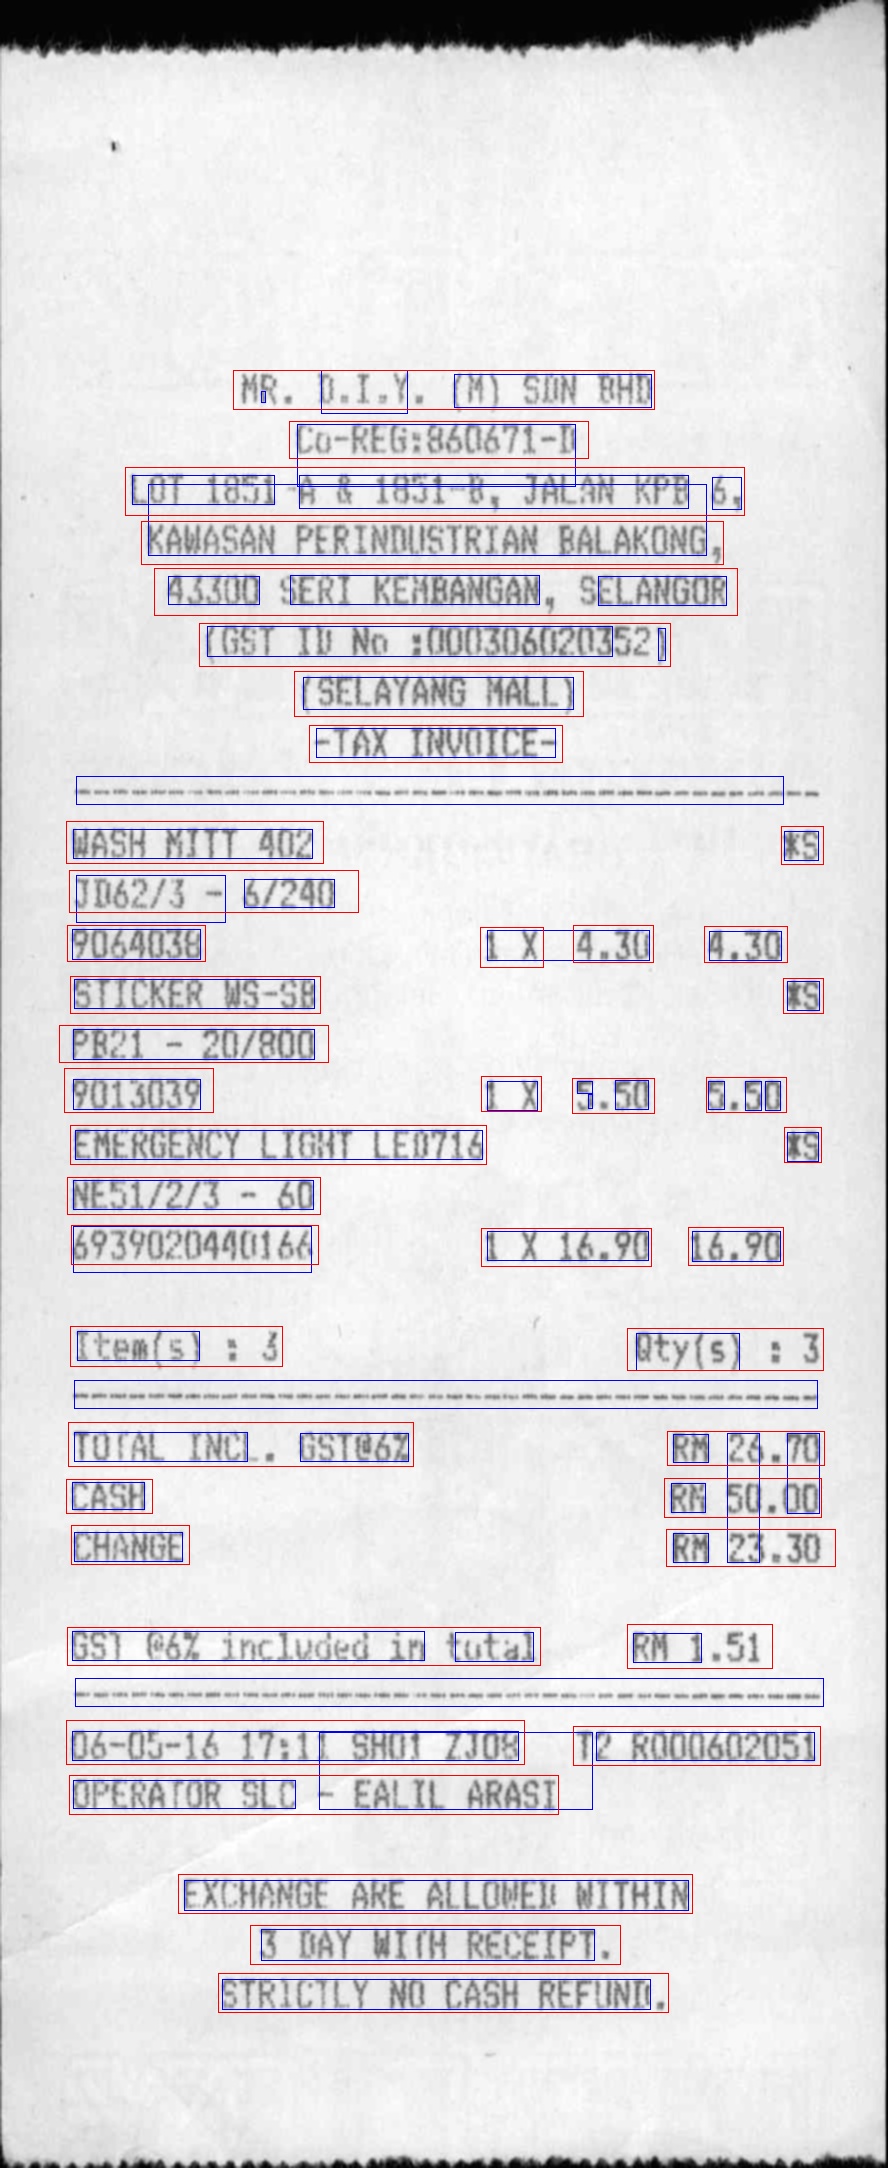 MR. D.I.Y. (M) SDN BHD
Co-REG:860671-D
LOT 1851-A & 1851-B, JALAN KPB 6,
KAWASAN PERINDUSTRIAN BALAKONG,
43300 SERI KEMBANGAN, SELANGOR
(GST ID No :000306020352)
(SELAYANG MALL)
-TAX INVOICE-
WASH MITT 402 *S
JD62/3 - 6/240
9064038 1 X 4.30 4.30
STICKER WS-SB *S
PB21 - 20/800
9013039 1 X 5.50 5.50
EMERGENCY LIGHT LED716 *S
NE51/2/3 - 60
6939020440166 1 X 16.90 16.90
Item(s) : 3 Qty(s) : 3
TOTAL INCL. GST@6% RM 26.70
CASH RM 50.00
CHANGE RM 23.30
GST @6% included in total RM 1.51
06-05-16 17:11 SH01 ZJ08 T2 R000602051
OPERATOR SLC - EALIL ARASI
EXCHANGE ARE ALLOWED WITHIN
3 DAY WITH RECEIPT.
STRICTLY NO CASH REFUND.